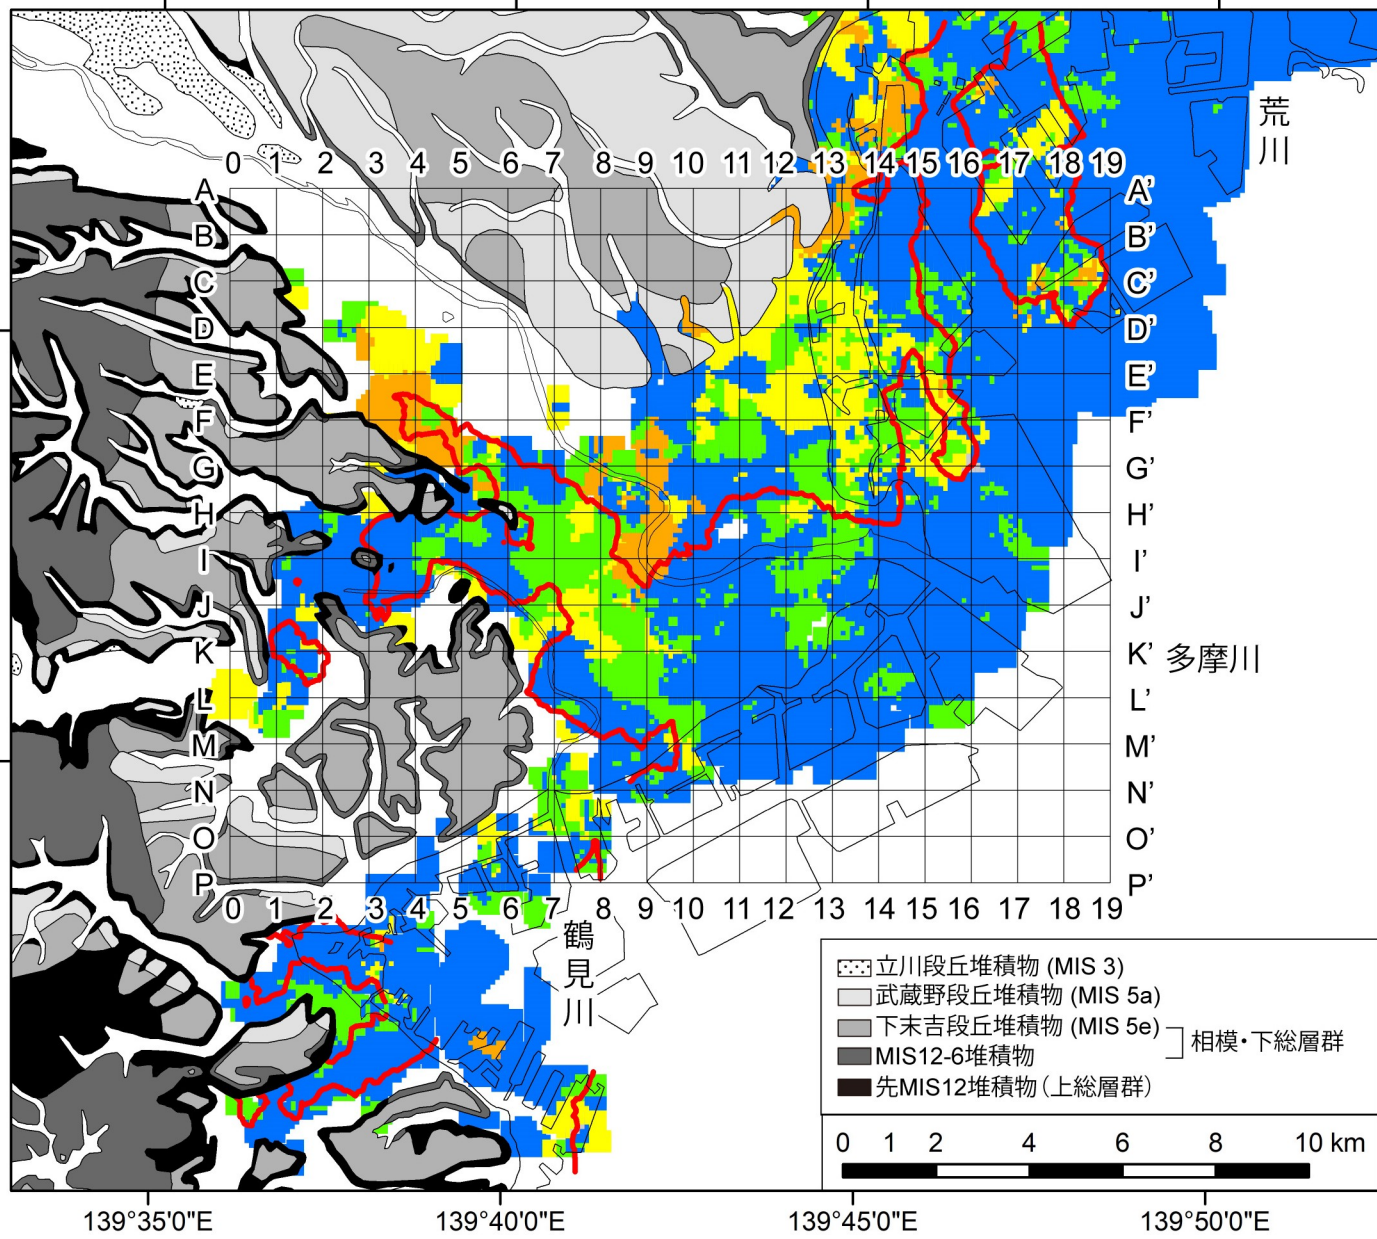 荒川
0 1 2 3 4 5 6 7 8 9 10 11 12 13 14 15 16 17 18 19
A A'
B B'
C C'
D D'
E E'
F F'
G G'
H H'
I I'
J J'
K K' 多摩川
L L'
M M'
N N'
O O'
P P'
0 1 2 3 4 5 6 7 8 9 10 11 12 13 14 15 16 17 18 19
鶴見川
立川段丘堆積物 (MIS 3)
武蔵野段丘堆積物 (MIS 5a)
下末吉段丘堆積物 (MIS 5e)
相模・下総層群
MIS12-6堆積物
先MIS12堆積物（上総層群）
0 1 2 4 6 8 10 km
139°35'0"E 139°40'0"E 139°45'0"E 139°50'0"E